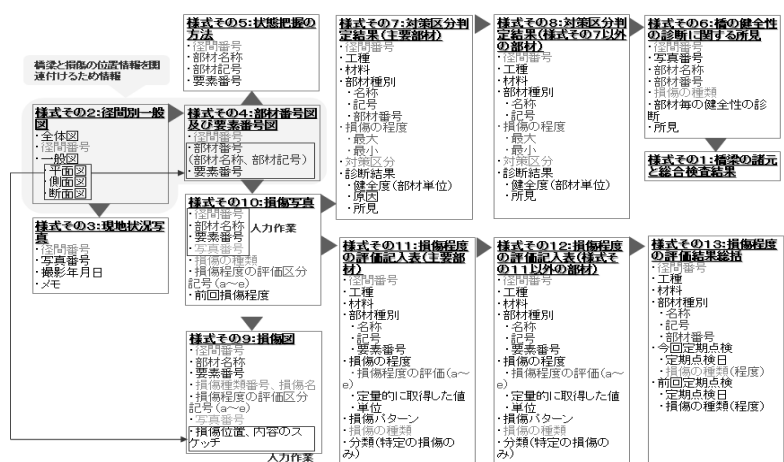 橋梁と損傷の位置情報を関
連付けるため情報
様式その2:径間別一般
図
・全体図
・径間番号
・一般図
・平面図
・側面図
・断面図
様式その3:現地状況写
真
・径間番号
・写真番号
・撮影年月日
・メモ
様式その5:状態把握の
方法
・径間番号
・部材名称
・部材記号
・要素番号
様式その4:部材番号図
及び要素番号図
・径間番号
・部材番号
(部材名称、部材記号)
・要素番号
様式その10:損傷写真
・径間番号
・部材名称
・要素番号
・写真番号
・損傷の種類
・損傷程度の評価区分
記号(a~e)
・前回損傷程度
人力作業
様式その9:損傷図
・径間番号
・部材名称
・要素番号
・損傷種類番号、損傷名
・損傷程度の評価区分
記号(a~e)
・写真番号
・損傷位置、内容のス
ケッチ
人力作業
様式その7:対策区分判
定結果(主要部材)
・径間番号
・工種
・材料
・部材種別
・名称
・記号
・部材番号
・損傷の程度
・最大
・最小
・対策区分
・診断結果
・健全度(部材単位)
・原因
・所見
様式その8:対策区分判
定結果(様式その7以外
の部材)
・径間番号
・工種
・材料
・部材種別
・名称
・記号
・部材番号
・損傷の程度
・最大
・最小
・対策区分
・診断結果
・健全度(部材単位)
・原因
・所見
様式その6:橋の健全性
の診断に関する所見
・径間番号
・写真番号
・部材名称
・部材番号
・損傷の種類
・部材毎の健全性の診
断
・所見
様式その1:橋梁の諸元
と総合検査結果
様式その11:損傷程度
の評価記入表(主要部
材)
・径間番号
・工種
・材料
・部材種別
・名称
・記号
・要素番号
・損傷の程度
・損傷程度の評価(a~
e)
・定量的に取得した値
・単位
・損傷パターン
・損傷の種類
・分類(特定の損傷の
み)
様式その12:損傷程度
の評価記入表(様式その
11以外の部材)
・径間番号
・工種
・材料
・部材種別
・名称
・記号
・要素番号
・損傷の程度
・損傷程度の評価(a~
e)
・定量的に取得した値
・単位
・損傷パターン
・損傷の種類
・分類(特定の損傷の
み)
様式その13:損傷程度
の評価結果総括
・径間番号
・工種
・材料
・部材種別
・名称
・記号
・部材番号
・今回定期点検
・定期点検日
・損傷の種類(程度)
・前回定期点検
・定期点検日
・損傷の種類(程度)